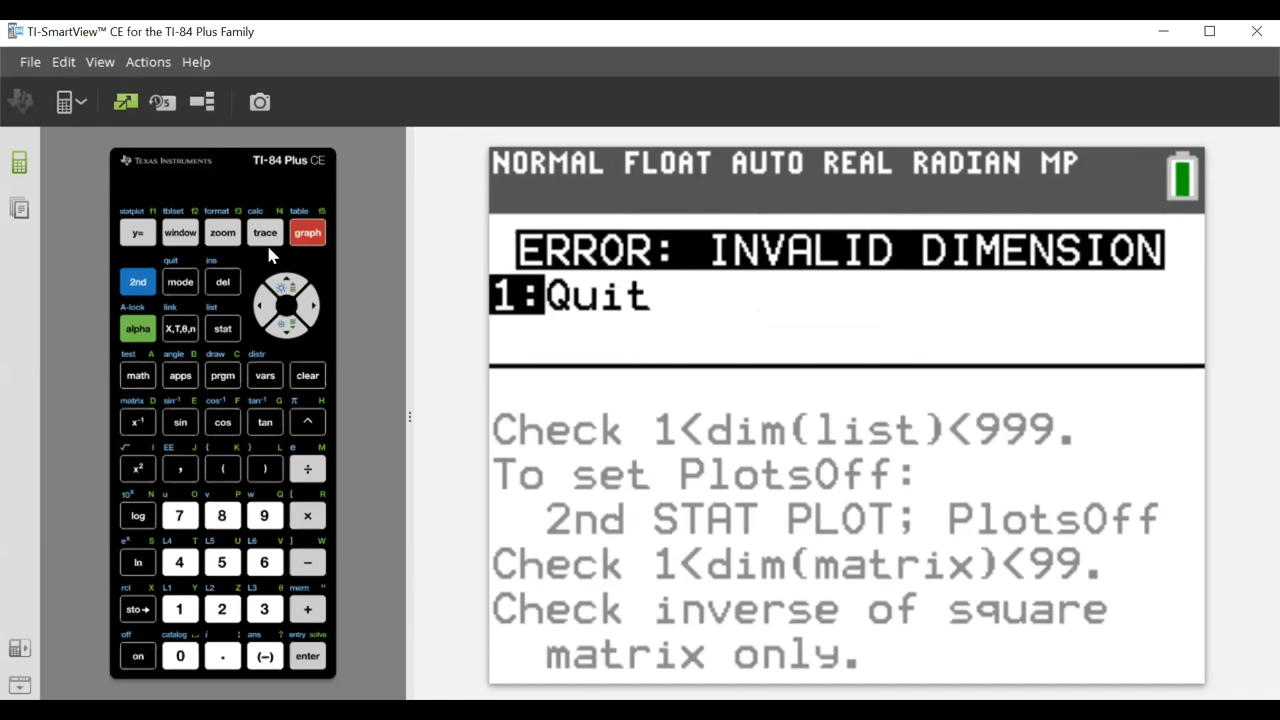 TI-SmartView™ CE for the TI-84 Plus Family
File Edit View Actions Help
TEXAS INSTRUMENTS TI-84 Plus CE
statplot f1 tblset f2 format f3 calc f4 table f5
y= window zoom trace graph
quit ins
2nd mode del
A-lock link list
alpha X,T,θ,n stat
test A angle B draw C distr
math apps prgm vars clear
matrix D sin⁻¹ E cos⁻¹ F tan⁻¹ G π H
x⁻¹ sin cos tan ^
√ I EE J { K } L e M
x² , ( ) ÷
10ˣ N u O v P w Q [ R
log 7 8 9 ×
eˣ S L4 T L5 U L6 V ] W
ln 4 5 6 −
rcl X L1 Y L2 Z L3 θ mem "
sto→ 1 2 3 +
off catalog ⎵ i : ans ? entry solve
on 0 . (−) enter
NORMAL FLOAT AUTO REAL RADIAN MP
ERROR: INVALID DIMENSION
1:Quit
Check 1<dim(list)<999.
To set PlotsOff:
2nd STAT PLOT; PlotsOff
Check 1<dim(matrix)<99.
Check inverse of square
matrix only.